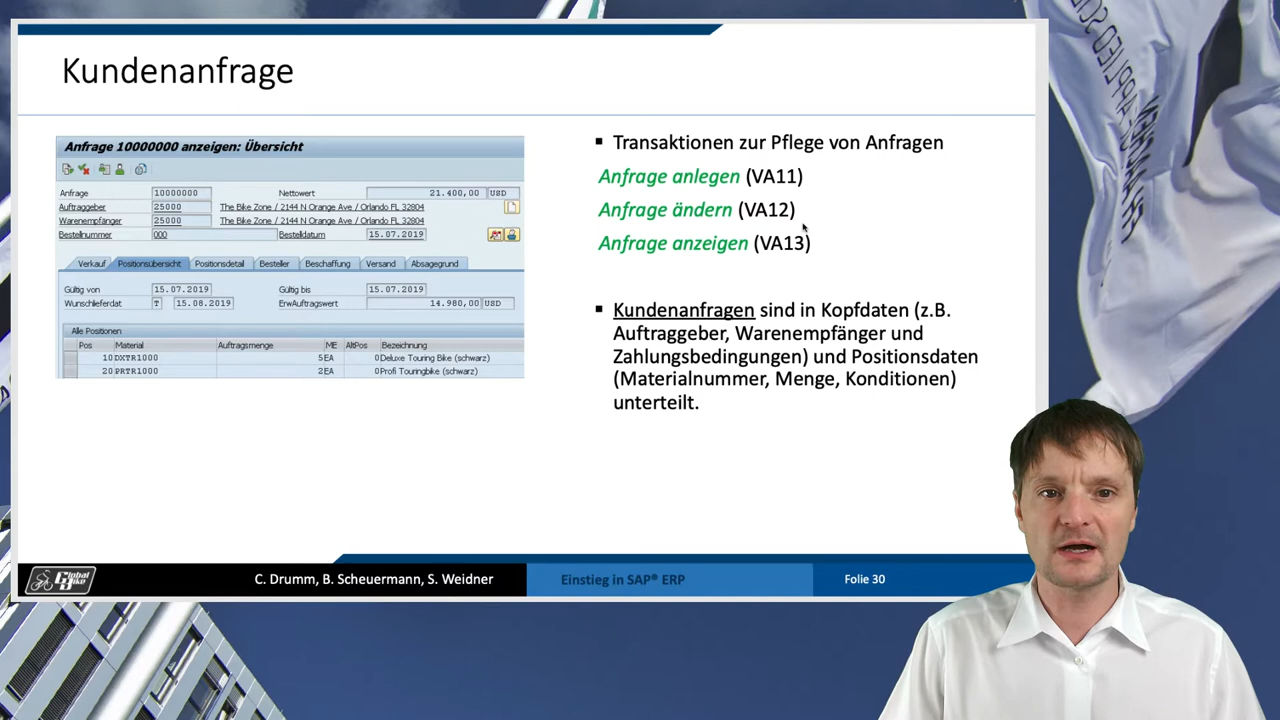 Kundenanfrage
Anfrage 10000000 anzeigen: Übersicht
Anfrage 10000000 Nettowert 21.400,00 USD
Auftraggeber 25000 The Bike Zone / 2144 N Orange Ave / Orlando FL 32804
Warenempfänger 25000 The Bike Zone / 2144 N Orange Ave / Orlando FL 32804
Bestellnummer 000 Bestelldatum 15.07.2019
Verkauf Positionsübersicht Positionsdetail Besteller Beschaffung Versand Absagegrund
Gültig von 15.07.2019 Gültig bis 15.07.2019
Wunschlieferdat T 15.08.2019 ErwAuftragswert 14.980,00 USD
Alle Positionen
Pos Material Auftragsmenge ME AltPos Bezeichnung
10 DXTR1000 5 EA 0 Deluxe Touring Bike (schwarz)
20 PRTR1000 2 EA 0 Profi Touringbike (schwarz)
▪ Transaktionen zur Pflege von Anfragen
Anfrage anlegen (VA11)
Anfrage ändern (VA12)
Anfrage anzeigen (VA13)
▪ Kundenanfragen sind in Kopfdaten (z.B.
Auftraggeber, Warenempfänger und
Zahlungsbedingungen) und Positionsdaten
(Materialnummer, Menge, Konditionen)
unterteilt.
Global Bike
C. Drumm, B. Scheuermann, S. Weidner
Einstieg in SAP® ERP
Folie 30